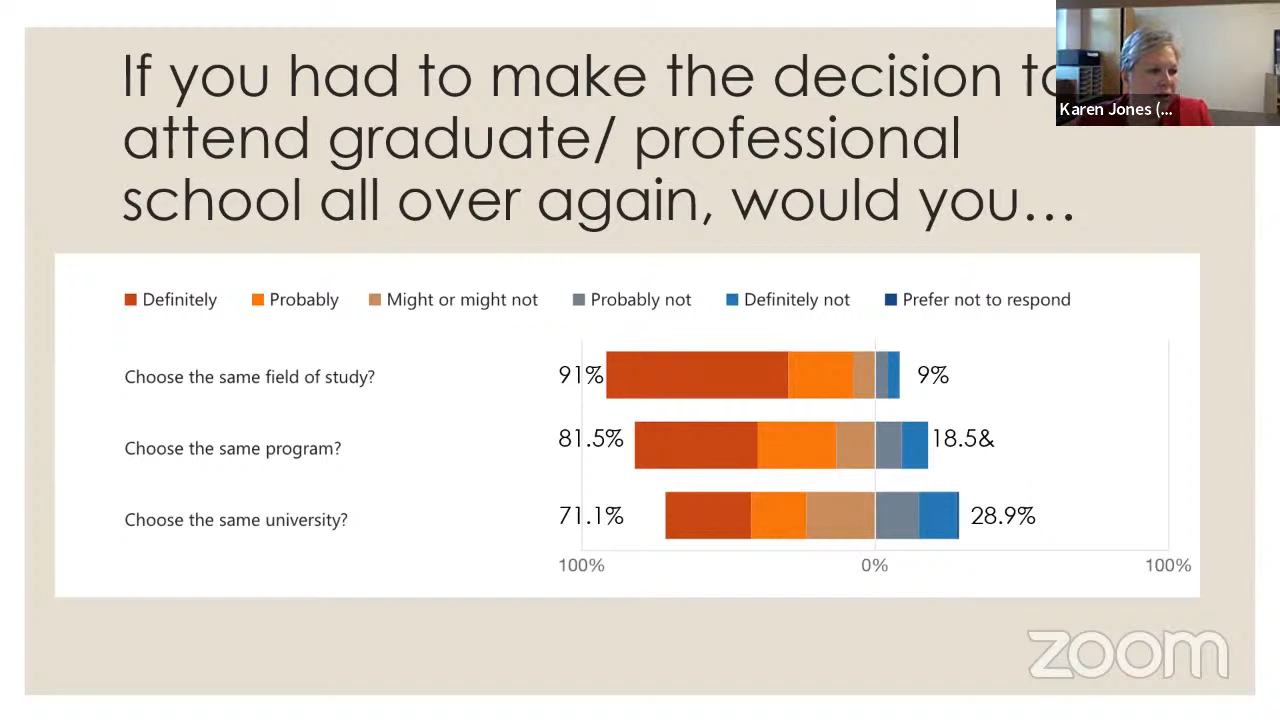 If you had to make the decision to
attend graduate/ professional
school all over again, would you…
Karen Jones (...
Definitely Probably Might or might not Probably not Definitely not Prefer not to respond
Choose the same field of study? 91% 9%
Choose the same program? 81.5% 18.5&
Choose the same university? 71.1% 28.9%
100% 0% 100%
zoom